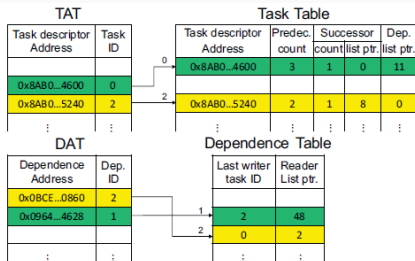 TAT
Task Table
Task descriptor Address Task ID
Task descriptor Address Predec. count Successor count list ptr. Dep. list ptr.
0x8AB0...4600 0
0 0x8AB0...4600 3 1 0 11
0x8AB0...5240 2
2 0x8AB0...5240 2 1 8 0
⋮ ⋮ ⋮ ⋮ ⋮ ⋮ ⋮
DAT
Dependence Table
Dependence Address Dep. ID
Last writer task ID Reader List ptr.
0x0BCE...0860 2
0x0964...4628 1
1 2 48
2 0 2
⋮ ⋮ ⋮ ⋮